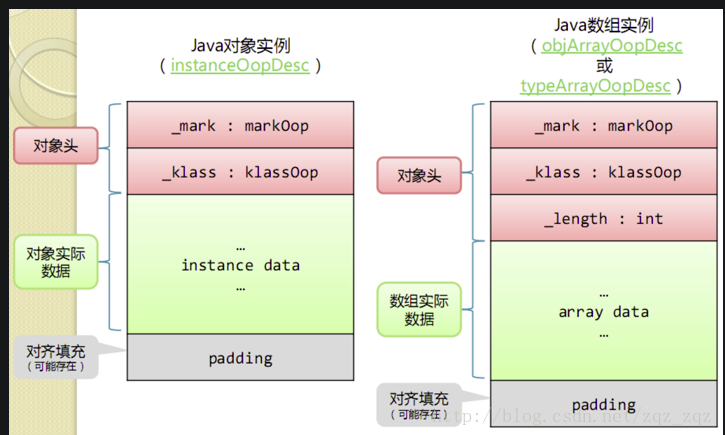 Java对象实例
（ instanceOopDesc ）
对象头
_mark : markOop
_klass : klassOop
对象实际
数据
…
instance data
…
对齐填充
（可能存在）
padding
Java数组实例
（ objArrayOopDesc
或
typeArrayOopDesc ）
对象头
_mark : markOop
_klass : klassOop
_length : int
数组实际
数据
…
array data
…
对齐填充
（可能存在）
padding
http://blog.csdn.net/zqz_zqz